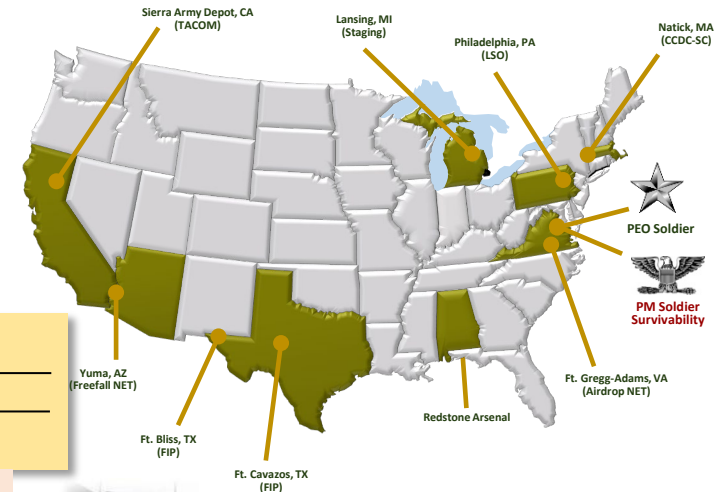 Sierra Army Depot, CA
(TACOM)
Lansing, MI
(Staging)
Philadelphia, PA
(LSO)
Natick, MA
(CCDC-SC)
PEO Soldier
PM Soldier
Survivability
Yuma, AZ
(Freefall NET)
Ft. Gregg-Adams, VA
(Airdrop NET)
Redstone Arsenal
Ft. Bliss, TX
(FIP)
Ft. Cavazos, TX
(FIP)